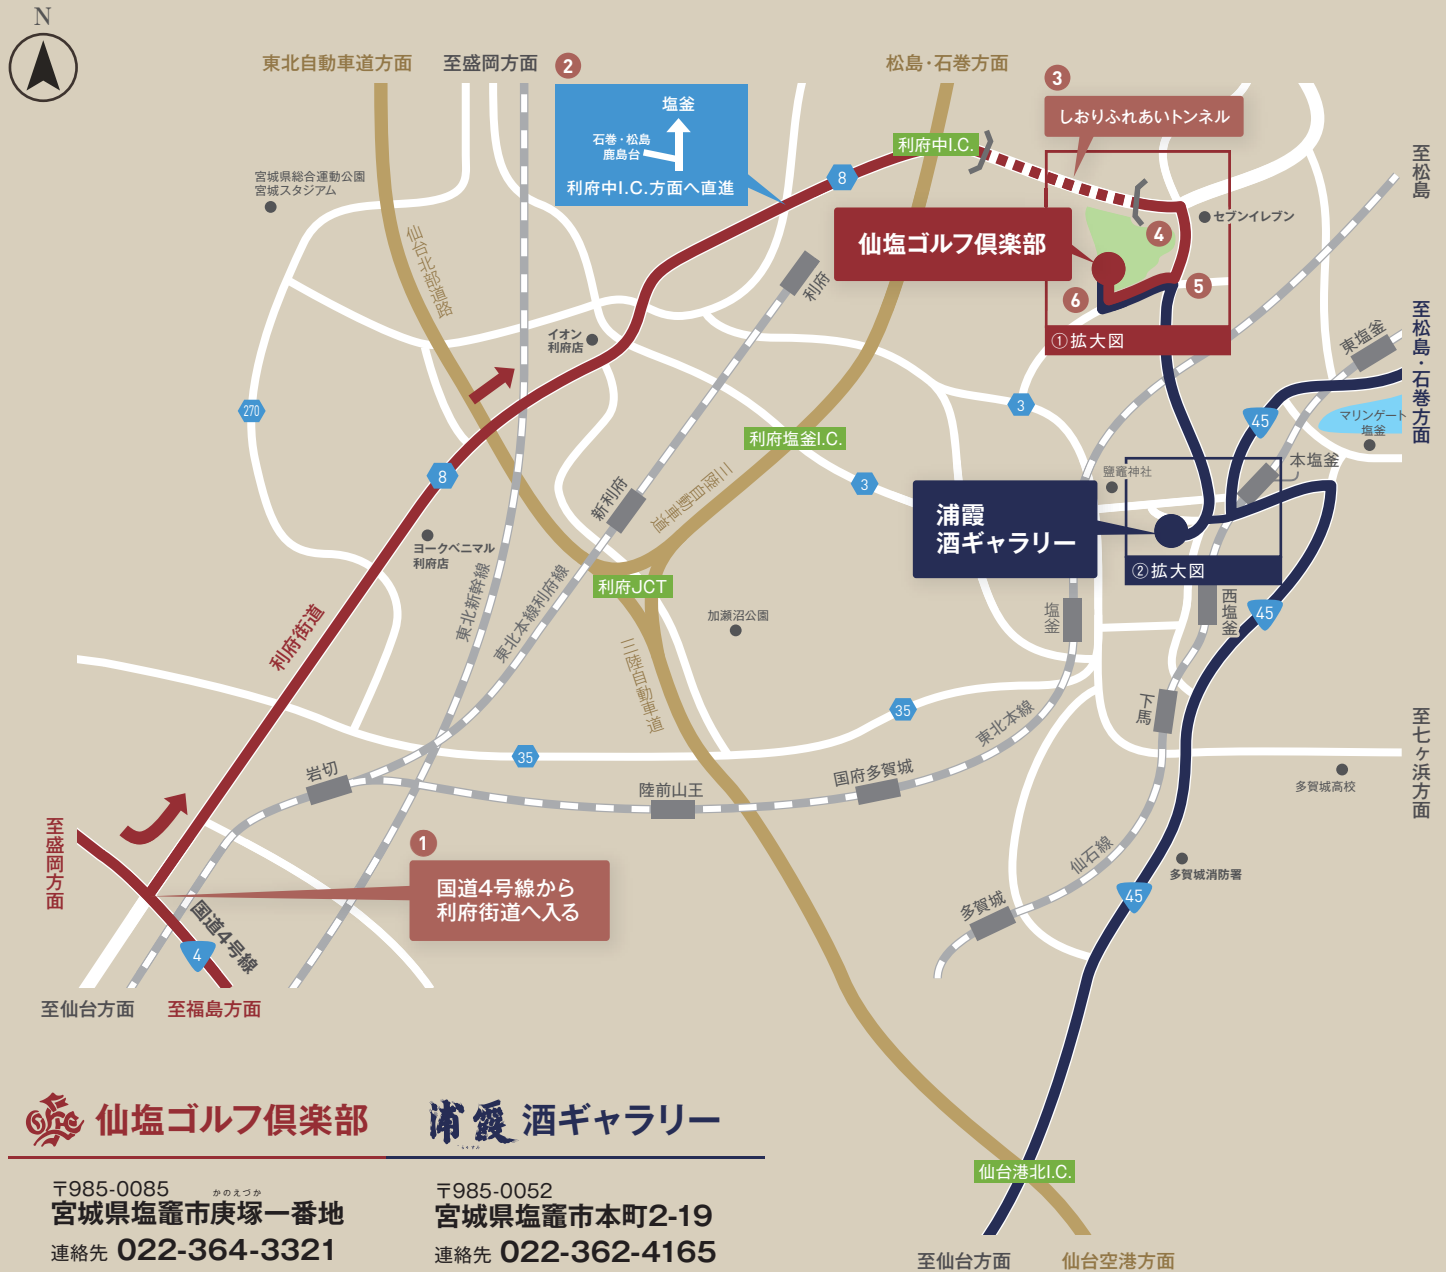 N
東北自動車道方面
至盛岡方面
2
松島・石巻方面
3
塩釜
石巻・松島
鹿島台
利府中I.C.方面へ直進
しおりふれあいトンネル
利府中I.C.
8
至松島
宮城県総合運動公園
宮城スタジアム
セブンイレブン
仙塩ゴルフ倶楽部
4
5
6
①拡大図
仙台北部道路
利府
イオン
利府店
東塩釜
至松島・石巻方面
270
3
45
マリンゲート
塩釜
利府塩釜I.C.
8
3
三陸自動車道
新利府
鹽竈神社
本塩釜
浦霞
酒ギャラリー
②拡大図
ヨークベニマル
利府店
東北新幹線
東北本線利府線
利府JCT
加瀬沼公園
塩釜
西塩釜
45
利府街道
三陸自動車道
35
下馬
東北本線
至七ヶ浜方面
35
岩切
陸前山王
国府多賀城
多賀城高校
至盛岡方面
1
国道4号線から
利府街道へ入る
仙石線
多賀城消防署
45
多賀城
国道4号線
4
至仙台方面
至福島方面
仙塩ゴルフ倶楽部
浦霞 酒ギャラリー
〒985-0085
かのえづか
宮城県塩竈市庚塚一番地
連絡先 022-364-3321
〒985-0052
宮城県塩竈市本町2-19
連絡先 022-362-4165
仙台港北I.C.
至仙台方面
仙台空港方面